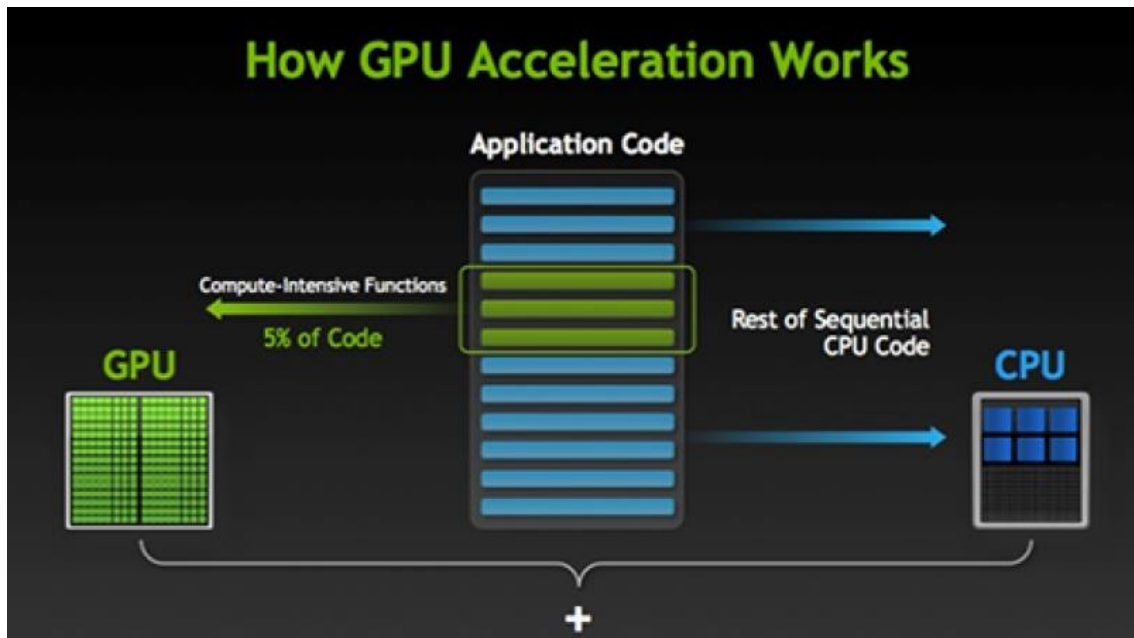 How GPU Acceleration Works
Application Code
Compute-Intensive Functions
5% of Code
Rest of Sequential
CPU Code
GPU
CPU
+